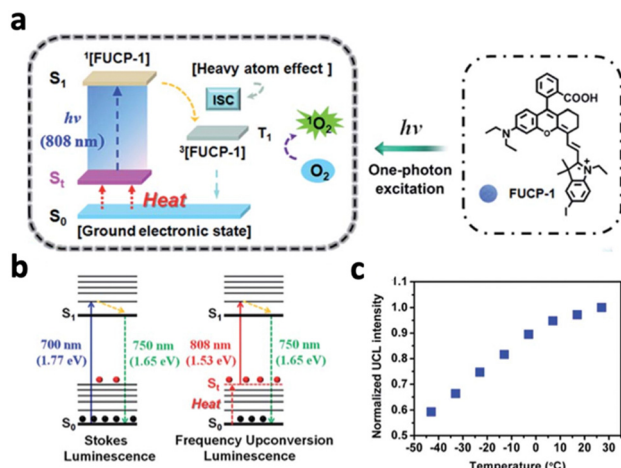 a
¹[FUCP-1]
S₁
[Heavy atom effect ]
ISC
hν
(808 nm)
³[FUCP-1]
T₁
¹O₂
O₂
Sₜ
Heat
S₀
[Ground electronic state]
hν
One-photon
excitation
COOH
N
O
N⁺
I
FUCP-1
b
S₁
700 nm
(1.77 eV)
750 nm
(1.65 eV)
S₀
Stokes
Luminescence
S₁
808 nm
(1.53 eV)
750 nm
(1.65 eV)
Sₜ
Heat
S₀
Frequency Upconversion
Luminescence
c
Normalized UCL intensity
1.1
1.0
0.9
0.8
0.7
0.6
0.5
-50 -40 -30 -20 -10 0 10 20 30
Temperature (°C)